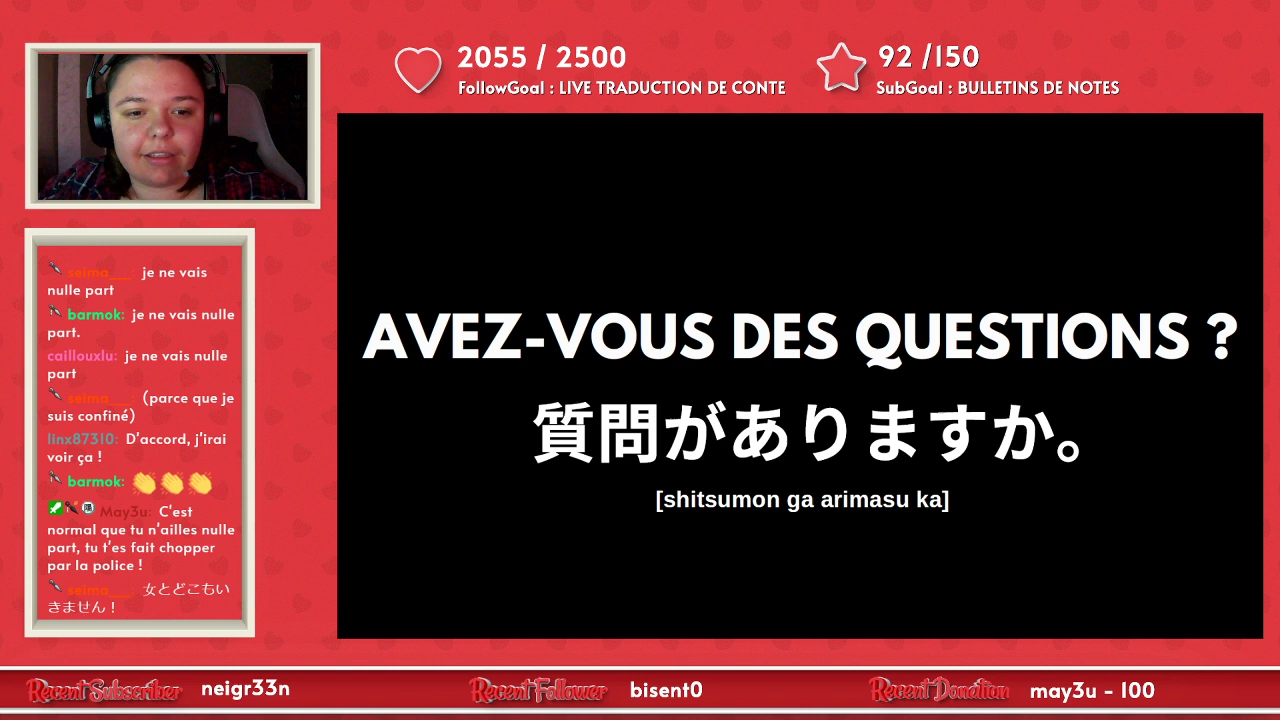 2055 / 2500
FollowGoal : LIVE TRADUCTION DE CONTE
92 /150
SubGoal : BULLETINS DE NOTES
seima___: je ne vais
nulle part
barmok: je ne vais nulle
part.
caillouxlu: je ne vais nulle
part
seima___: (parce que je
suis confiné)
linx87310: D'accord, j'irai
voir ça !
barmok:
May3u: C'est
normal que tu n'ailles nulle
part, tu t'es fait chopper
par la police !
seima___: 女とどこもい
きません！
AVEZ-VOUS DES QUESTIONS ?
質問がありますか。
[shitsumon ga arimasu ka]
Recent Subscriber neigr33n
Recent Follower bisent0
Recent Donation may3u - 100